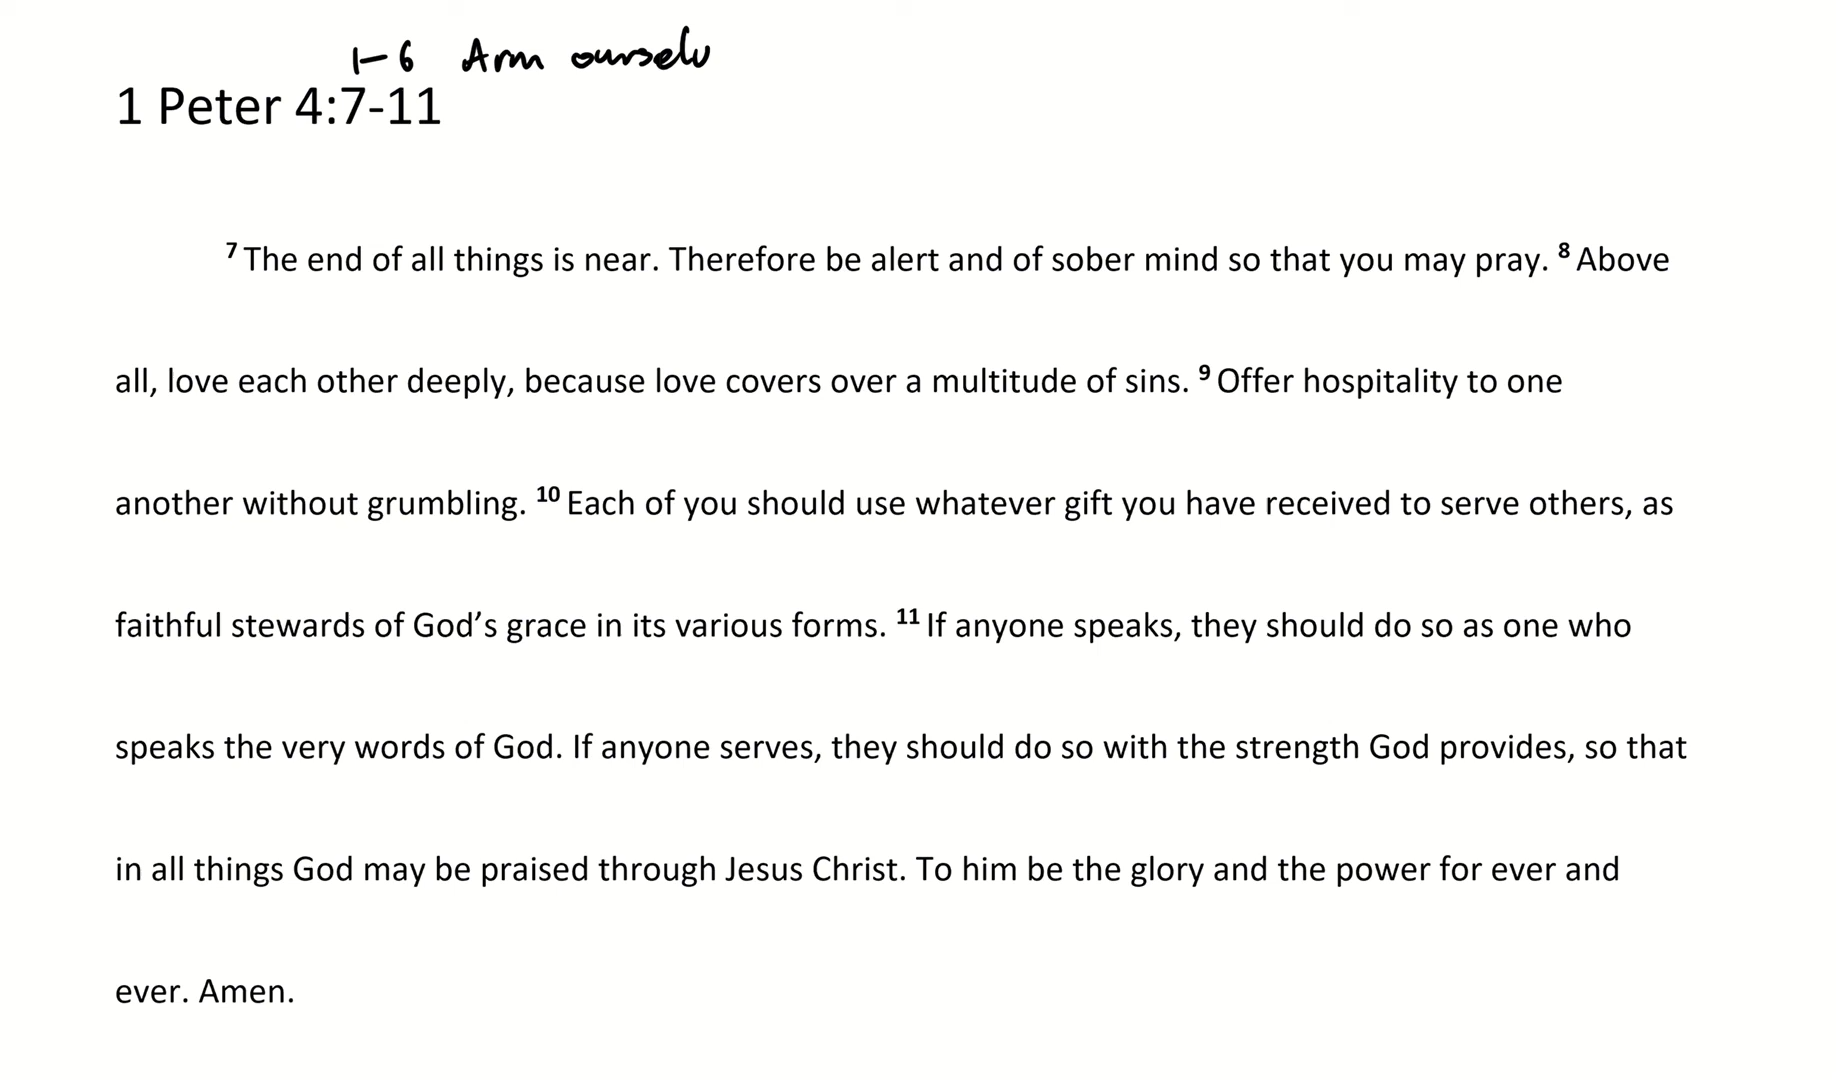 1-6 Arm ourselv
1 Peter 4:7-11
7 The end of all things is near. Therefore be alert and of sober mind so that you may pray. 8 Above
all, love each other deeply, because love covers over a multitude of sins. 9 Offer hospitality to one
another without grumbling. 10 Each of you should use whatever gift you have received to serve others, as
faithful stewards of God’s grace in its various forms. 11 If anyone speaks, they should do so as one who
speaks the very words of God. If anyone serves, they should do so with the strength God provides, so that
in all things God may be praised through Jesus Christ. To him be the glory and the power for ever and
ever. Amen.